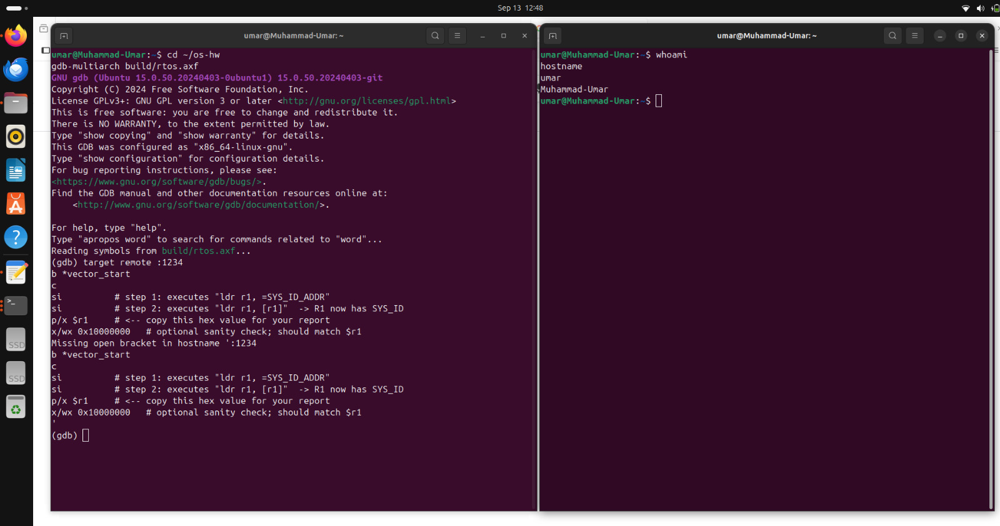 Sep 13 12:48
umar@Muhammad-Umar: ~
umar@Muhammad-Umar:~$ cd ~/os-hw
gdb-multiarch build/rtos.axf
GNU gdb (Ubuntu 15.0.50.20240403-0ubuntu1) 15.0.50.20240403-git
Copyright (C) 2024 Free Software Foundation, Inc.
License GPLv3+: GNU GPL version 3 or later <http://gnu.org/licenses/gpl.html>
This is free software: you are free to change and redistribute it.
There is NO WARRANTY, to the extent permitted by law.
Type "show copying" and "show warranty" for details.
This GDB was configured as "x86_64-linux-gnu".
Type "show configuration" for configuration details.
For bug reporting instructions, please see:
<https://www.gnu.org/software/gdb/bugs/>.
Find the GDB manual and other documentation resources online at:
    <http://www.gnu.org/software/gdb/documentation/>.

For help, type "help".
Type "apropos word" to search for commands related to "word"...
Reading symbols from build/rtos.axf...
(gdb) target remote :1234
b *vector_start
c
si          # step 1: executes "ldr r1, =SYS_ID_ADDR"
si          # step 2: executes "ldr r1, [r1]"  -> R1 now has SYS_ID
p/x $r1     # <-- copy this hex value for your report
x/wx 0x10000000   # optional sanity check; should match $r1
Missing open bracket in hostname ':1234
b *vector_start
c
si          # step 1: executes "ldr r1, =SYS_ID_ADDR"
si          # step 2: executes "ldr r1, [r1]"  -> R1 now has SYS_ID
p/x $r1     # <-- copy this hex value for your report
x/wx 0x10000000   # optional sanity check; should match $r1
'
(gdb)
umar@Muhammad-Umar: ~
umar@Muhammad-Umar:~$ whoami
hostname
umar
Muhammad-Umar
umar@Muhammad-Umar:~$
SSD
SSD